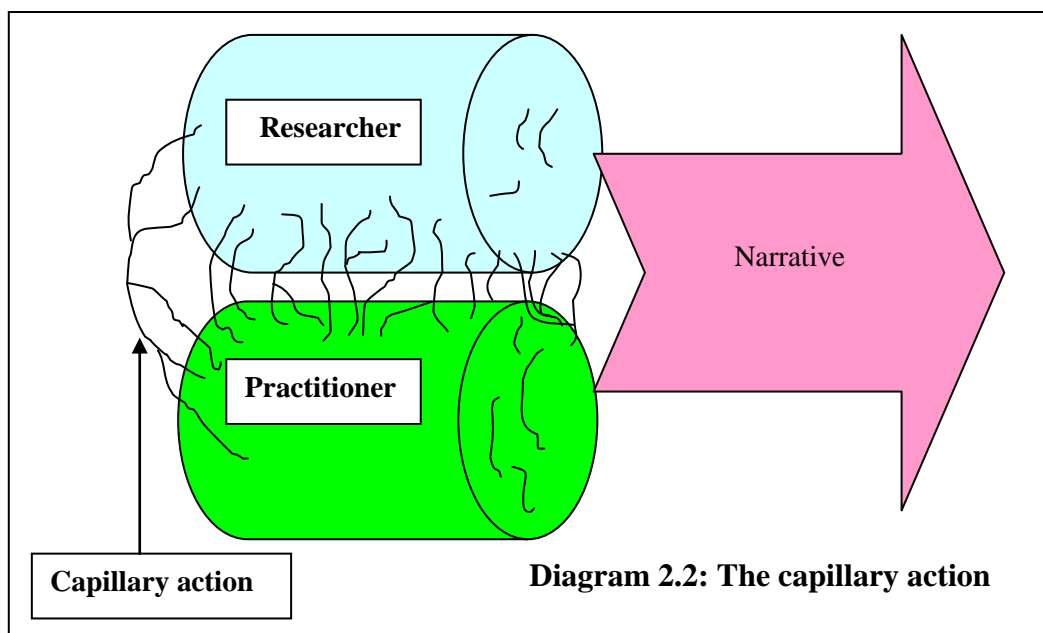 Researcher
Narrative
Practitioner
Capillary action
Diagram 2.2: The capillary action